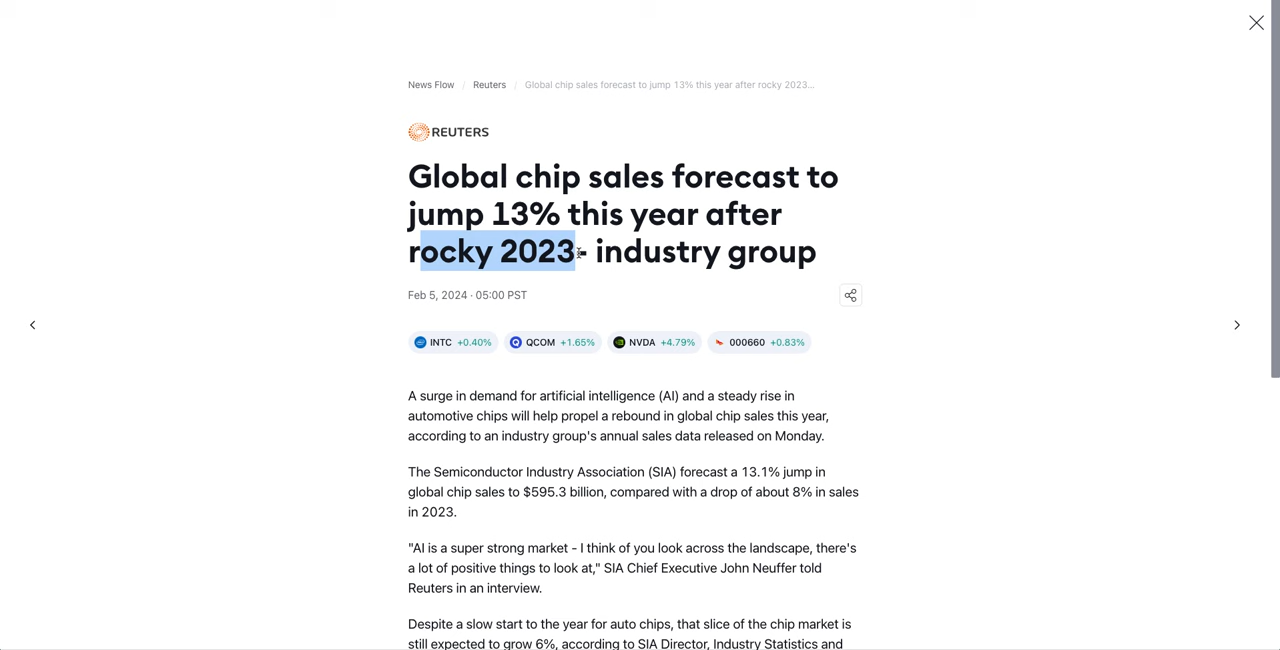 News Flow / Reuters / Global chip sales forecast to jump 13% this year after rocky 2023...
REUTERS
Global chip sales forecast to
jump 13% this year after
rocky 2023- industry group
Feb 5, 2024 · 05:00 PST
INTC +0.40% QCOM +1.65% NVDA +4.79% 000660 +0.83%
A surge in demand for artificial intelligence (AI) and a steady rise in
automotive chips will help propel a rebound in global chip sales this year,
according to an industry group's annual sales data released on Monday.
The Semiconductor Industry Association (SIA) forecast a 13.1% jump in
global chip sales to $595.3 billion, compared with a drop of about 8% in sales
in 2023.
"AI is a super strong market - I think of you look across the landscape, there's
a lot of positive things to look at," SIA Chief Executive John Neuffer told
Reuters in an interview.
Despite a slow start to the year for auto chips, that slice of the chip market is
still expected to grow 6%, according to SIA Director, Industry Statistics and